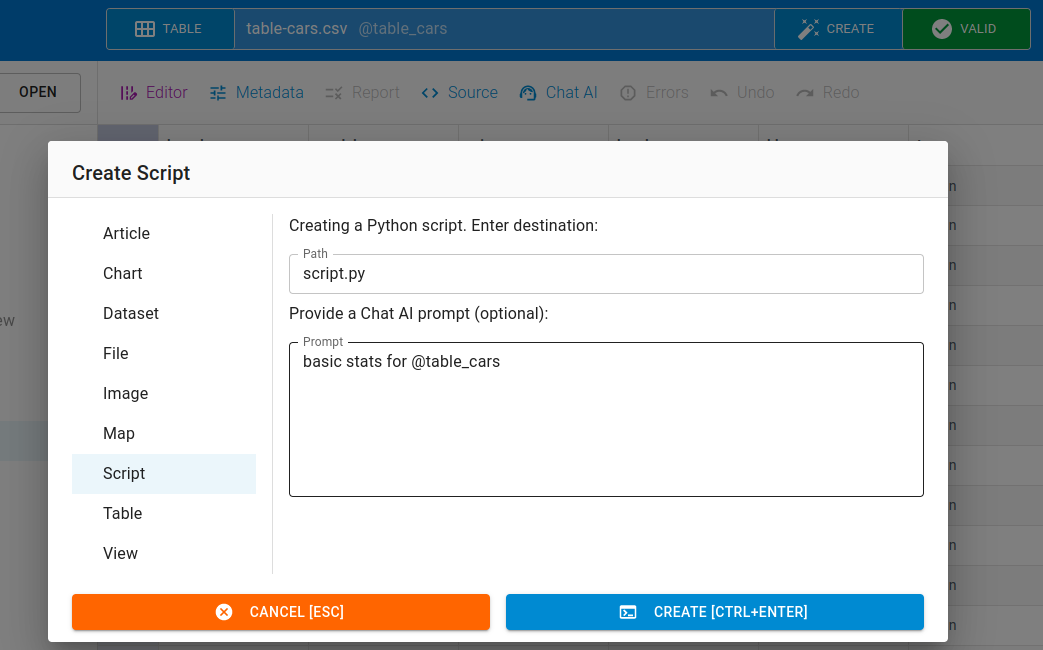 TABLE table-cars.csv @table_cars CREATE VALID
OPEN Editor Metadata Report Source Chat AI Errors Undo Redo
Create Script
Article
Chart
Dataset
File
Image
Map
Script
Table
View
Creating a Python script. Enter destination:
Path
script.py
Provide a Chat AI prompt (optional):
Prompt
basic stats for @table_cars
CANCEL [ESC] CREATE [CTRL+ENTER]